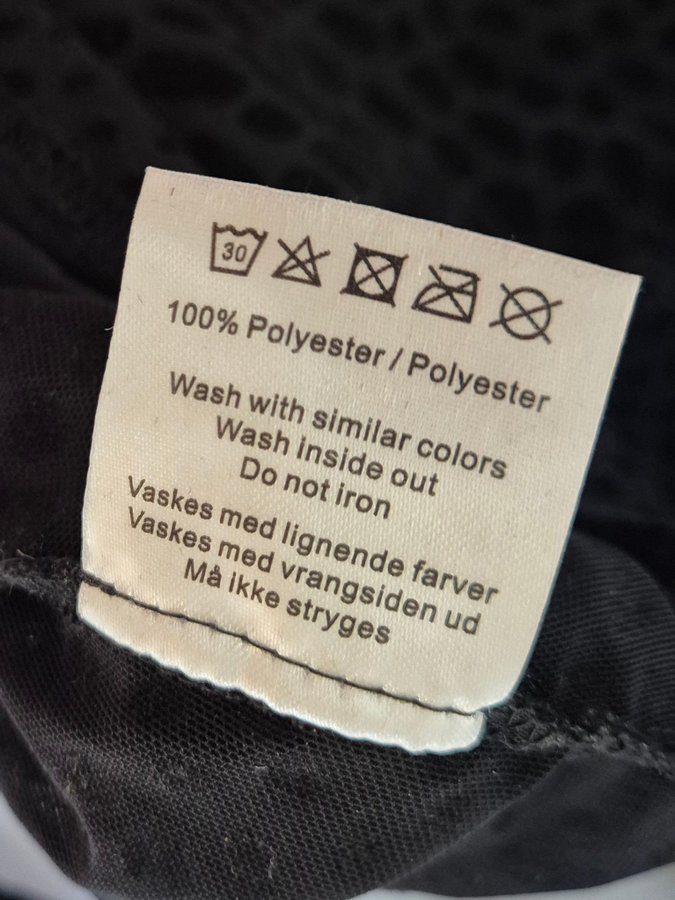 30
100% Polyester / Polyester
Wash with similar colors
Wash inside out
Do not iron
Vaskes med lignende farver
Vaskes med vrangsiden ud
Må ikke stryges